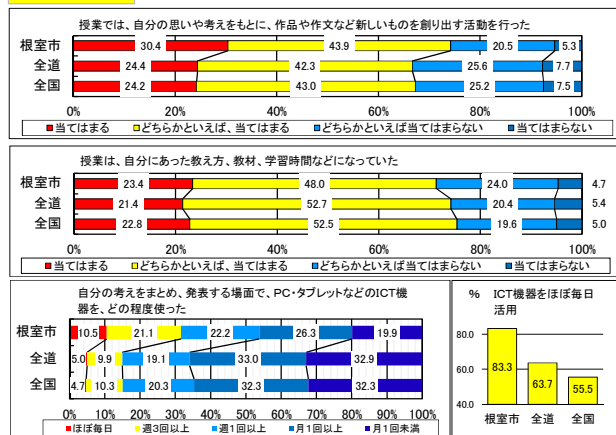 授業では、自分の思いや考えをもとに、作品や作文など新しいものを創り出す活動を行った
根室市 30.4 43.9 20.5 5.3
全道 24.4 42.3 25.6 7.7
全国 24.2 43.0 25.2 7.5
0% 20% 40% 60% 80% 100%
■当てはまる □どちらかといえば、当てはまる ■どちらかといえば当てはまらない ■当てはまらない
授業は、自分にあった教え方、教材、学習時間などになっていた
根室市 23.4 48.0 24.0 4.7
全道 21.4 52.7 20.4 5.4
全国 22.8 52.5 19.6 5.0
0% 20% 40% 60% 80% 100%
■当てはまる □どちらかといえば、当てはまる ■どちらかといえば当てはまらない ■当てはまらない
自分の考えをまとめ、発表する場面で、PC・タブレットなどのICT機
器を、どの程度使った
根室市 10.5 21.1 22.2 26.3 19.9
全道 5.0 9.9 19.1 33.0 32.9
全国 4.7 10.3 20.3 32.3 32.3
0% 10% 20% 30% 40% 50% 60% 70% 80% 90% 100%
■ほぼ毎日 ■週3回以上 ■週1回以上 ■月1回以上 ■月1回未満
% ICT機器をほぼ毎日
活用
80.0
60.0
40.0
83.3 63.7 55.5
根室市 全道 全国